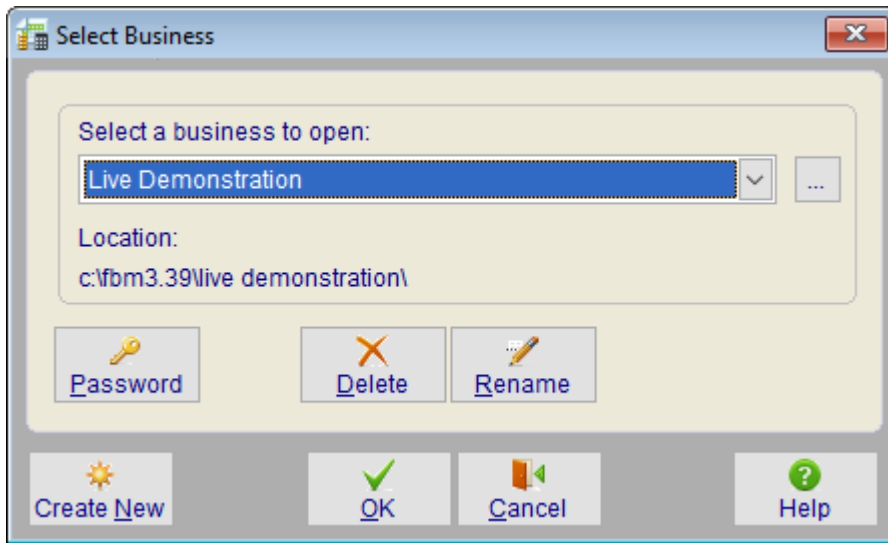 Select Business
Select a business to open:
Live Demonstration
...
Location:
c:\fbm3.39\live demonstration\
Password
Delete
Rename
Create New
OK
Cancel
Help